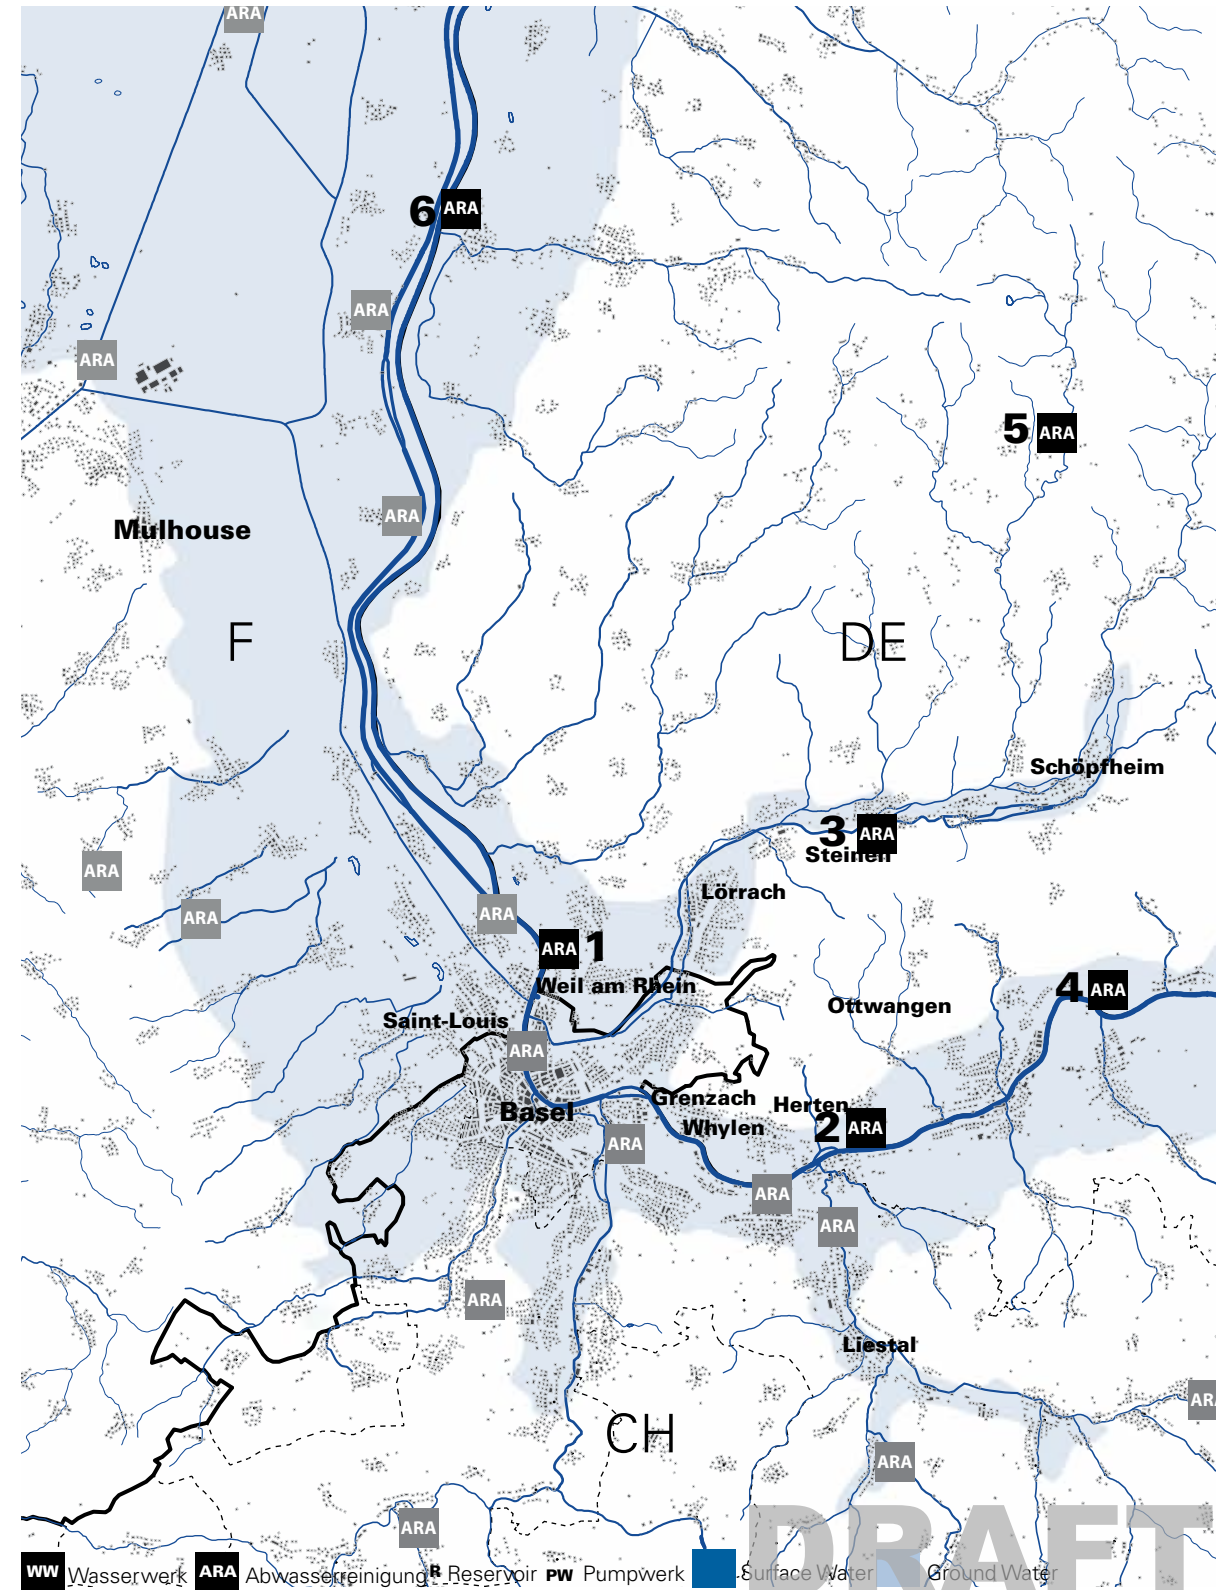 ARA
6 ARA
ARA
ARA
5 ARA
ARA
Mulhouse
F
DE
Schöpfheim
3 ARA
Steinen
ARA
Lörrach
ARA
ARA
ARA 1
Weil am Rhein
4 ARA
Ottwangen
Saint-Louis
ARA
Grenzach
Basel
Herten
Whylen
2 ARA
ARA
ARA
ARA
ARA
Liestal
AR
CH
ARA
ARA
DRAFT
WW Wasserwerk ARA Abwasserreinigung R Reservoir PW Pumpwerk Surface Water Ground Water